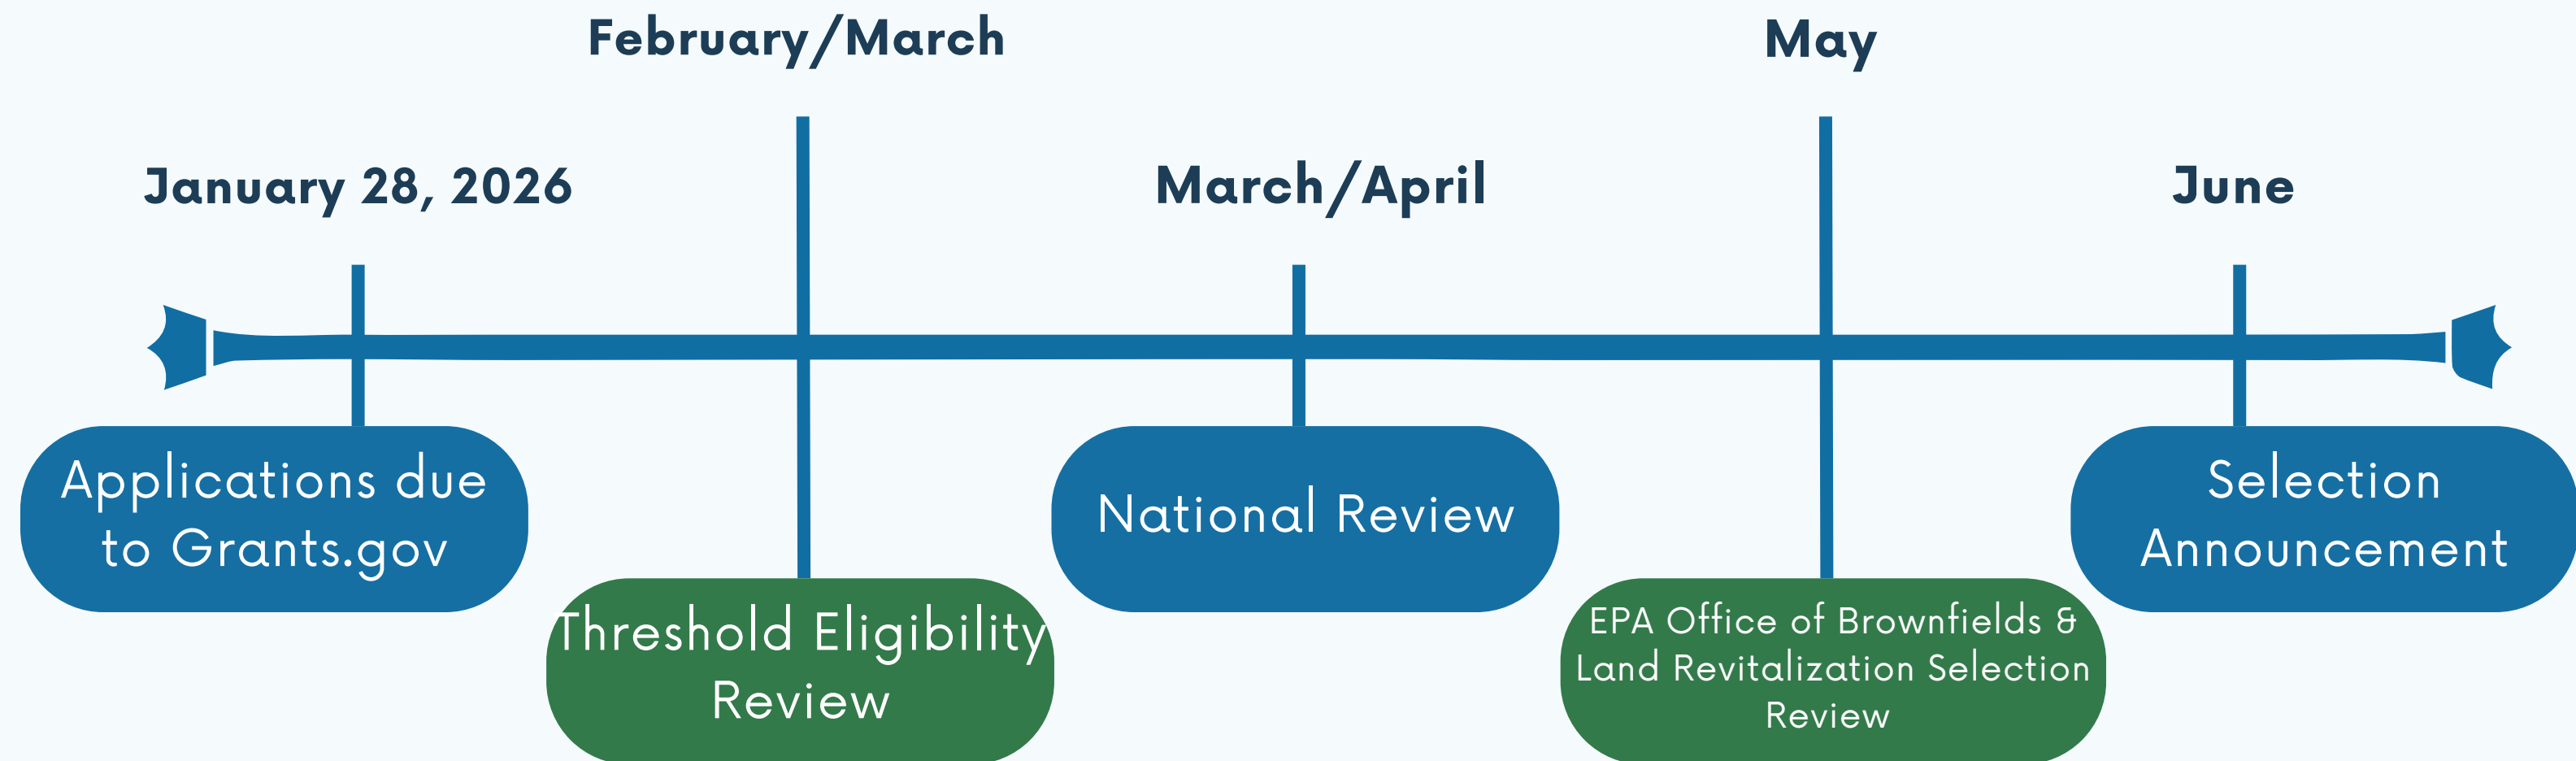 February/March
May
January 28, 2026
March/April
June
Applications due
to Grants.gov
Threshold Eligibility
Review
National Review
EPA Office of Brownfields &
Land Revitalization Selection
Review
Selection
Announcement